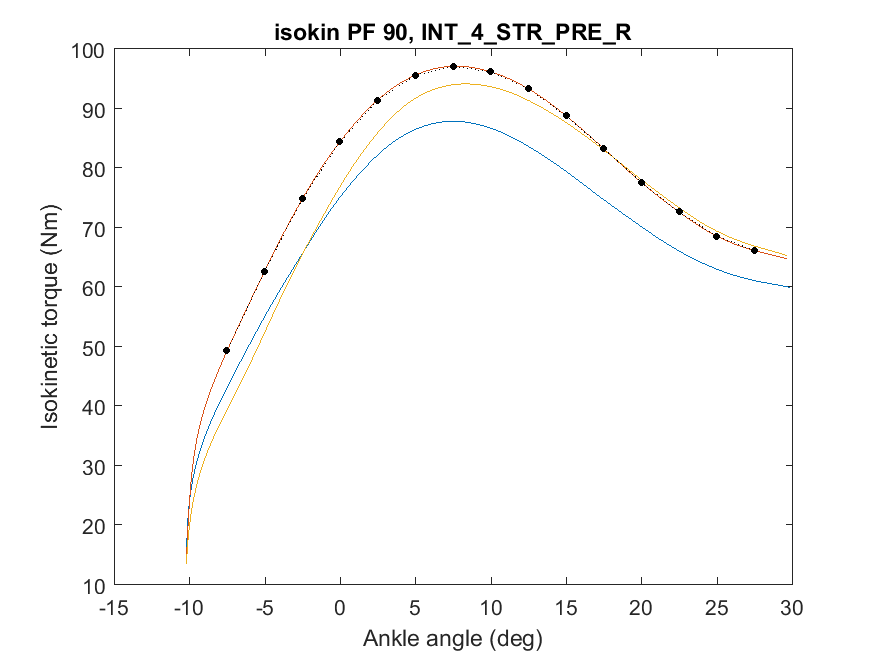 isokin PF 90, INT_4_STR_PRE_R
100
90
80
70
60
50
40
30
20
10
Isokinetic torque (Nm)
-15 -10 -5 0 5 10 15 20 25 30
Ankle angle (deg)